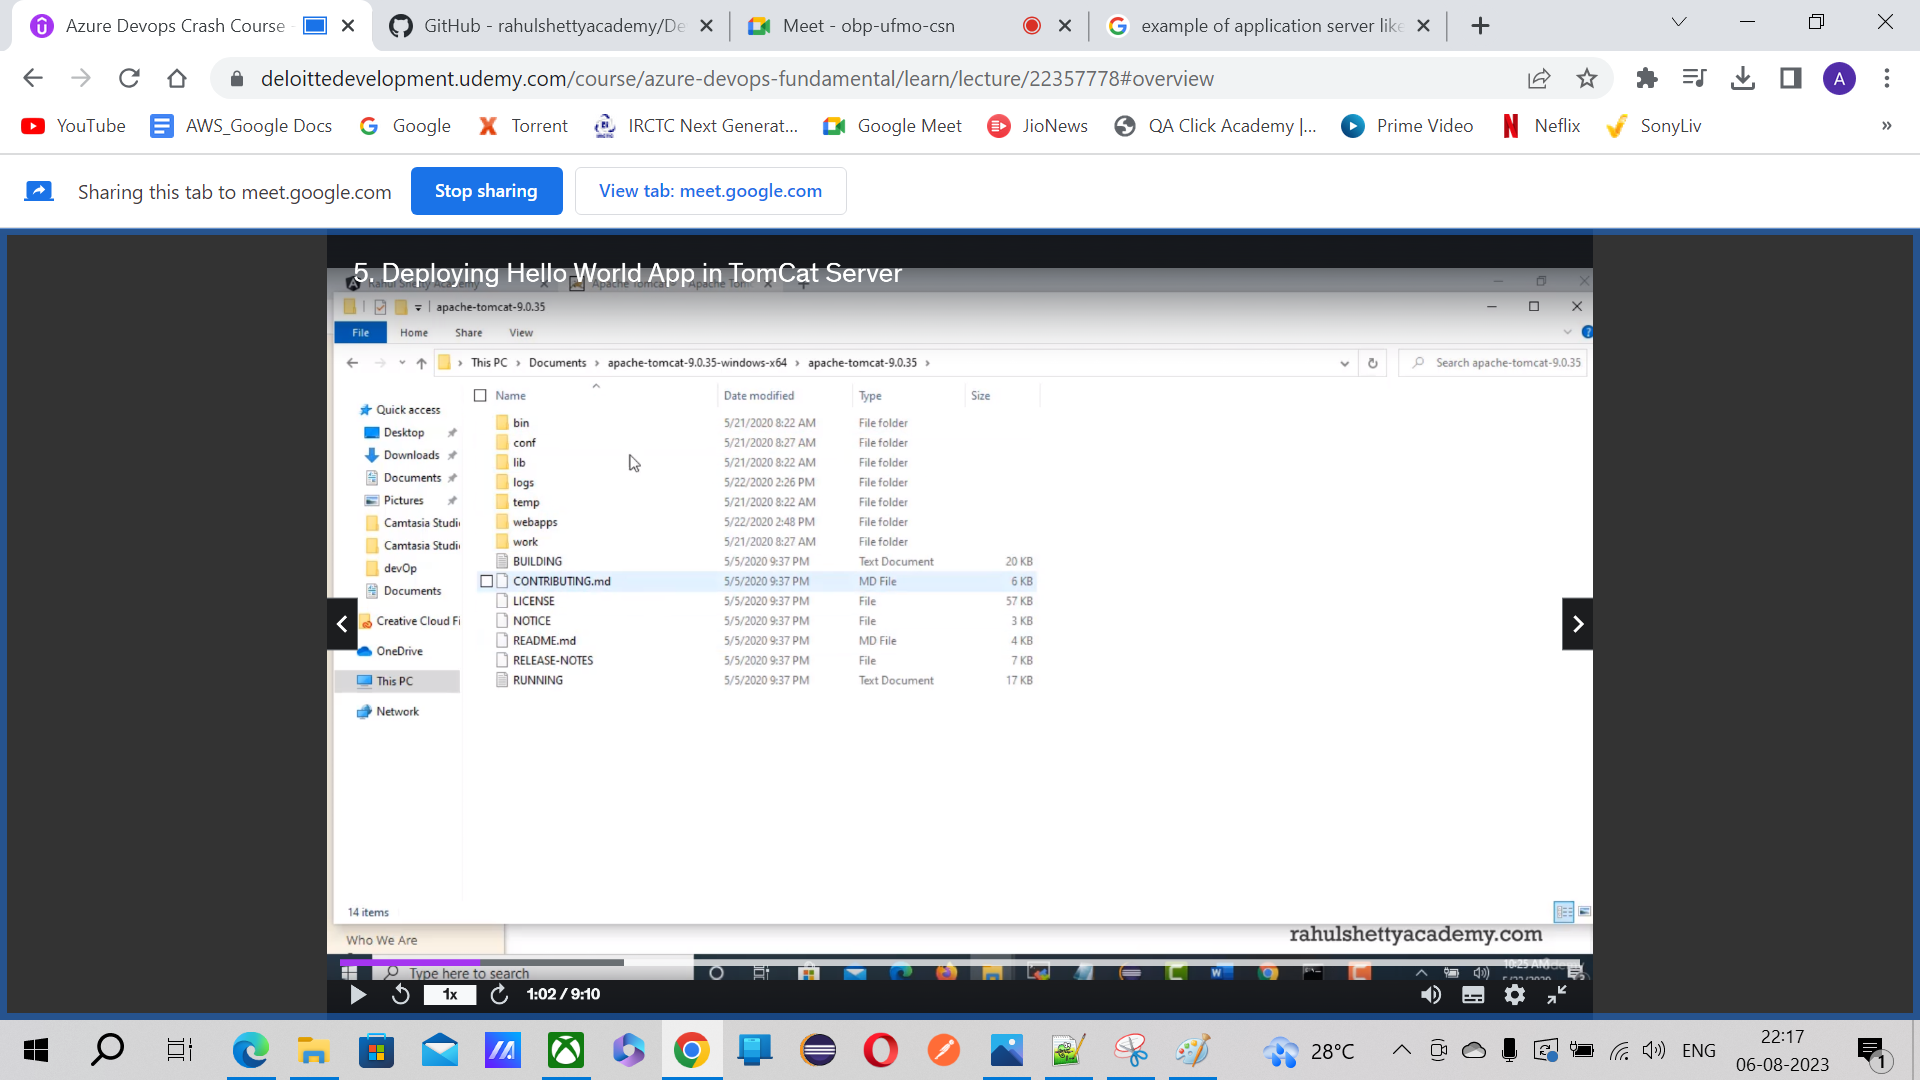 Azure Devops Crash Course
GitHub - rahulshettyacademy/De
Meet - obp-ufmo-csn
example of application server like
deloittedevelopment.udemy.com/course/azure-devops-fundamental/learn/lecture/22357778#overview
A
YouTube
AWS_Google Docs
Google
Torrent
IRCTC Next Generat...
Google Meet
JioNews
QA Click Academy |...
Prime Video
Neflix
SonyLiv
»
Sharing this tab to meet.google.com
Stop sharing
View tab: meet.google.com
5. Deploying Hello World App in TomCat Server
apache-tomcat-9.0.35
File Home Share View
This PC > Documents > apache-tomcat-9.0.35-windows-x64 > apache-tomcat-9.0.35 >
Search apache-tomcat-9.0.35
Name Date modified Type Size
Quick access
Desktop
Downloads
Documents
Pictures
Camtasia Studi
Camtasia Studi
devOp
Documents
Creative Cloud Fi
OneDrive
This PC
Network
bin 5/21/2020 8:22 AM File folder
conf 5/21/2020 8:27 AM File folder
lib 5/21/2020 8:22 AM File folder
logs 5/22/2020 2:26 PM File folder
temp 5/21/2020 8:22 AM File folder
webapps 5/22/2020 2:48 PM File folder
work 5/21/2020 8:27 AM File folder
BUILDING 5/5/2020 9:37 PM Text Document 20 KB
CONTRIBUTING.md 5/5/2020 9:37 PM MD File 6 KB
LICENSE 5/5/2020 9:37 PM File 57 KB
NOTICE 5/5/2020 9:37 PM File 3 KB
README.md 5/5/2020 9:37 PM MD File 4 KB
RELEASE-NOTES 5/5/2020 9:37 PM File 7 KB
RUNNING 5/5/2020 9:37 PM Text Document 17 KB
14 items
Who We Are
rahulshettyacademy.com
Type here to search
1x
1:02 / 9:10
28°C
ENG
22:17
06-08-2023
1